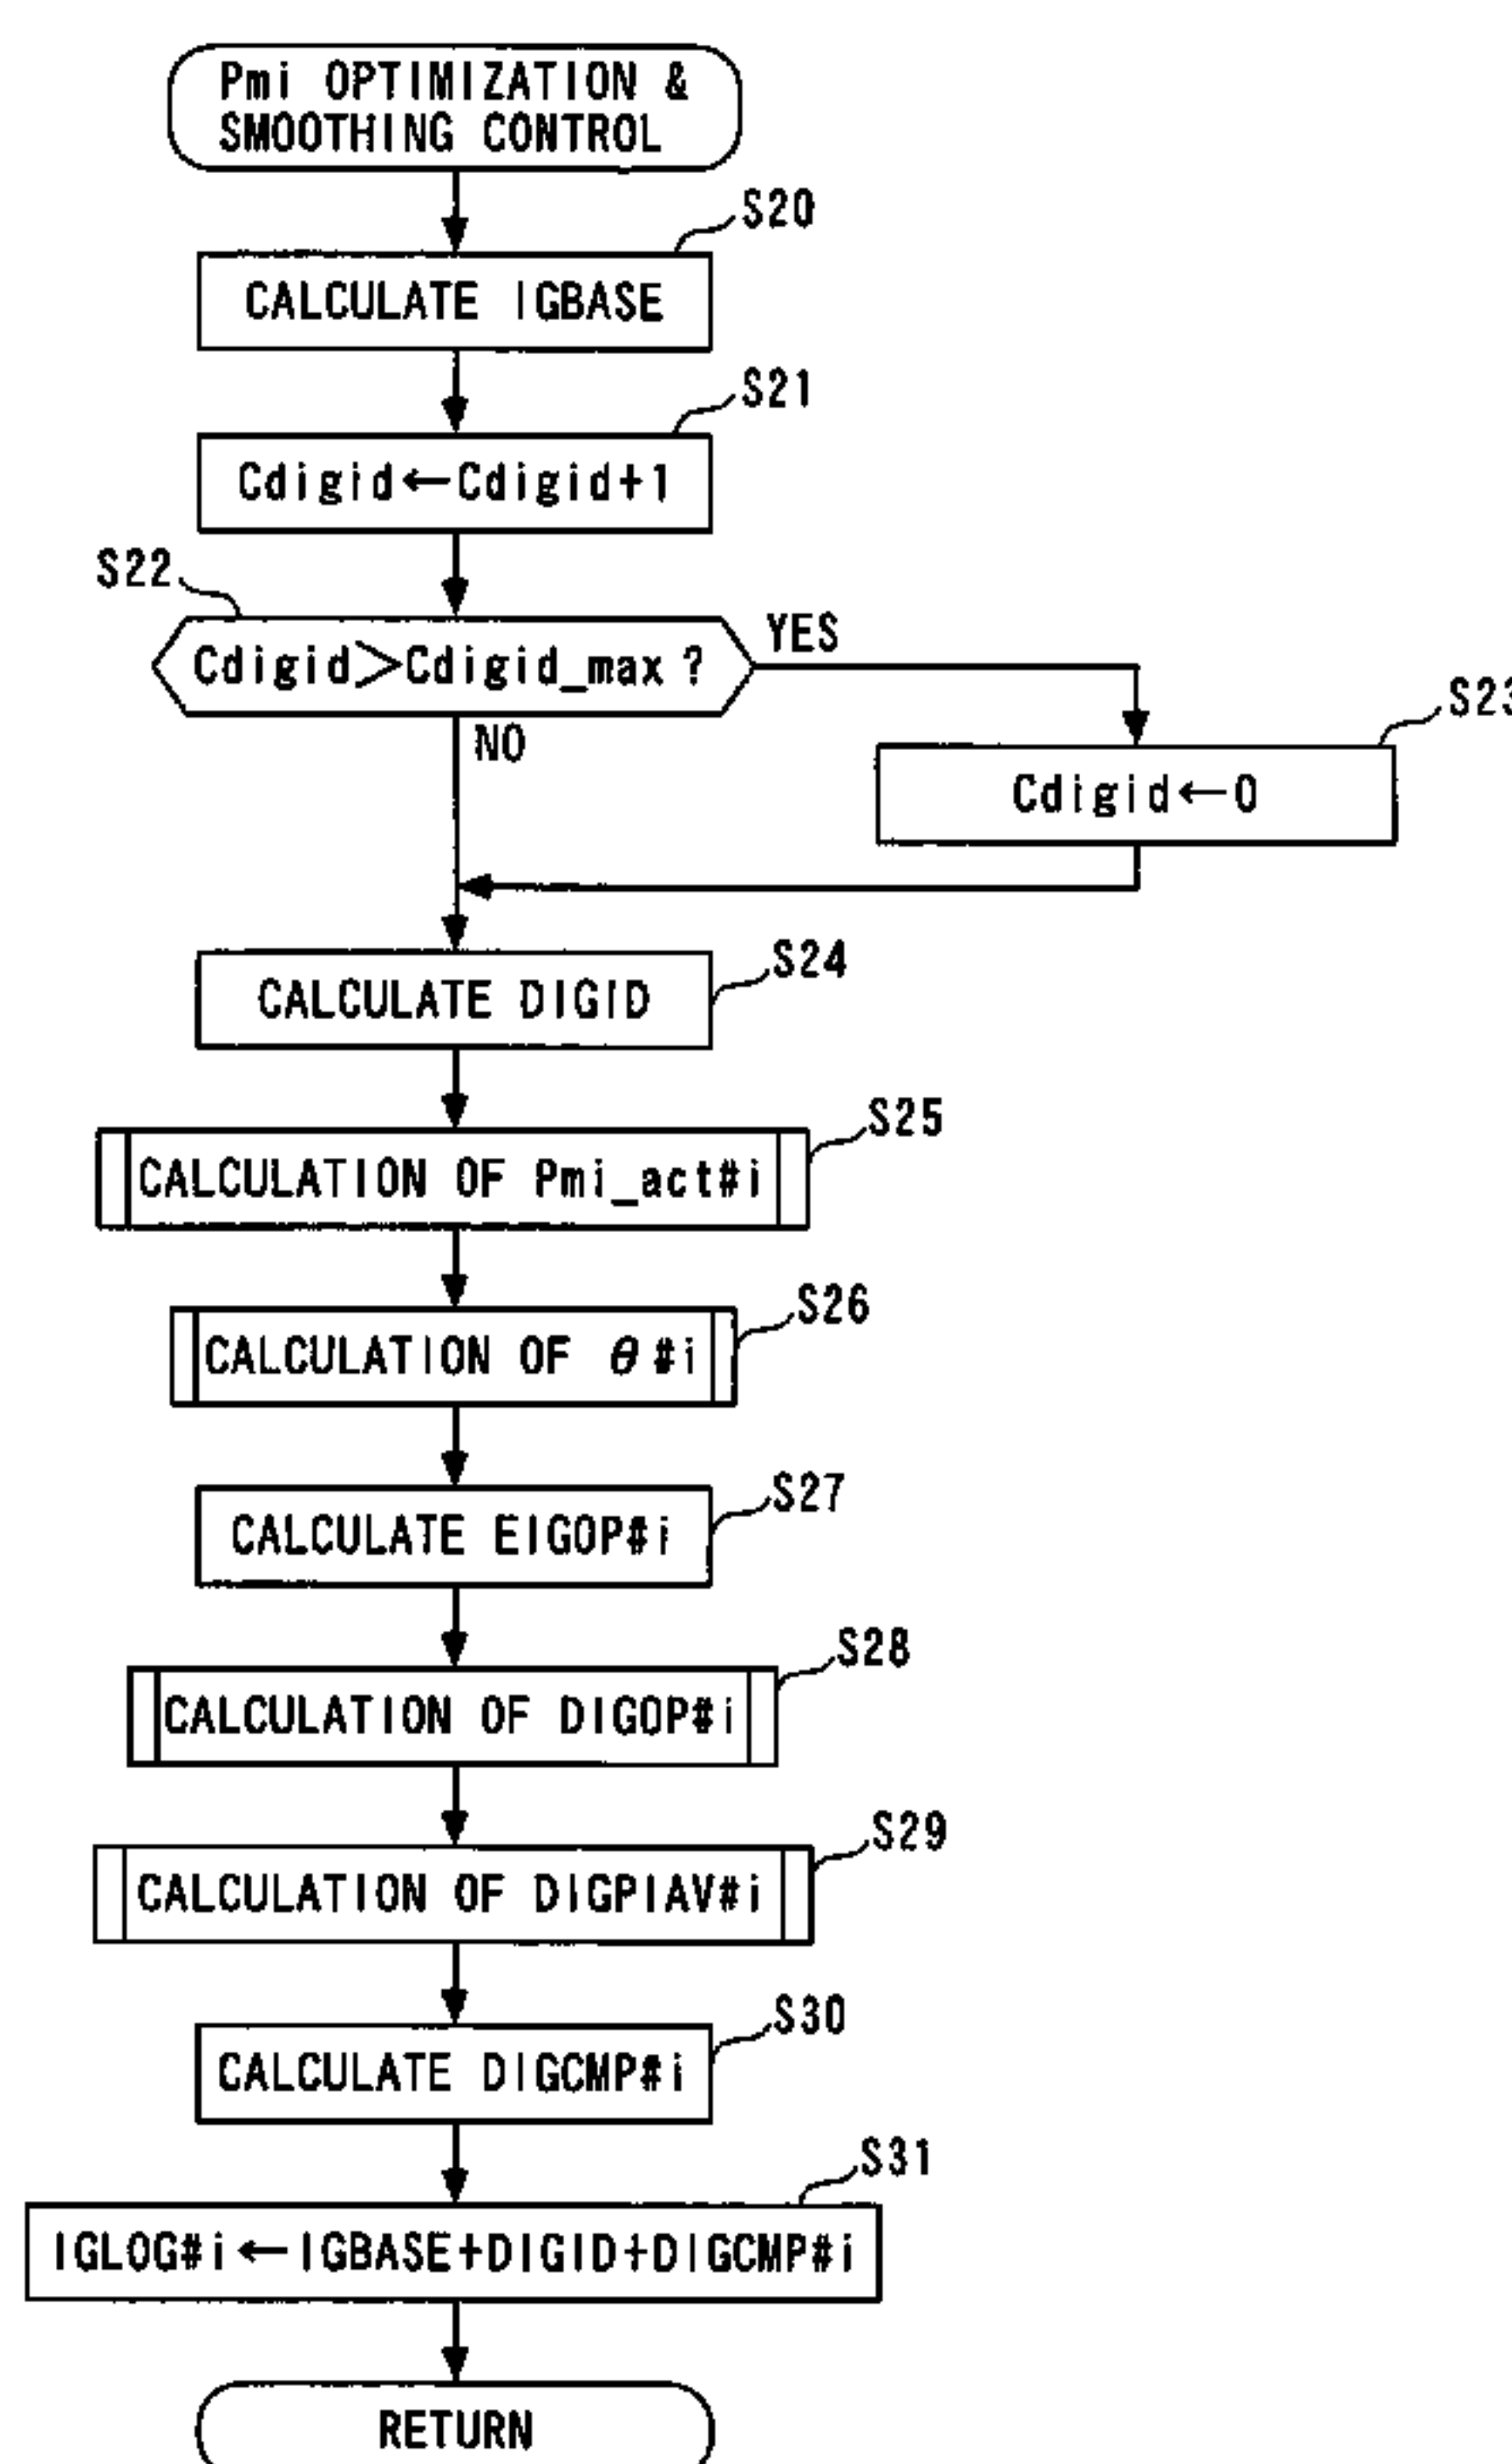 Pmi OPTIMIZATION &
SMOOTHING CONTROL
S20
CALCULATE IGBASE
S21
Cdigid←Cdigid+1
S22
Cdigid>Cdigid_max ?
YES
NO
S23
Cdigid←0
S24
CALCULATE DIGID
S25
CALCULATION OF Pmi_act#i
S26
CALCULATION OF θ#i
S27
CALCULATE EIGOP#i
S28
CALCULATION OF DIGOP#i
S29
CALCULATION OF DIGPIAV#i
S30
CALCULATE DIGCMP#i
S31
IGLOG#i←IGBASE+DIGID+DIGCMP#i
RETURN